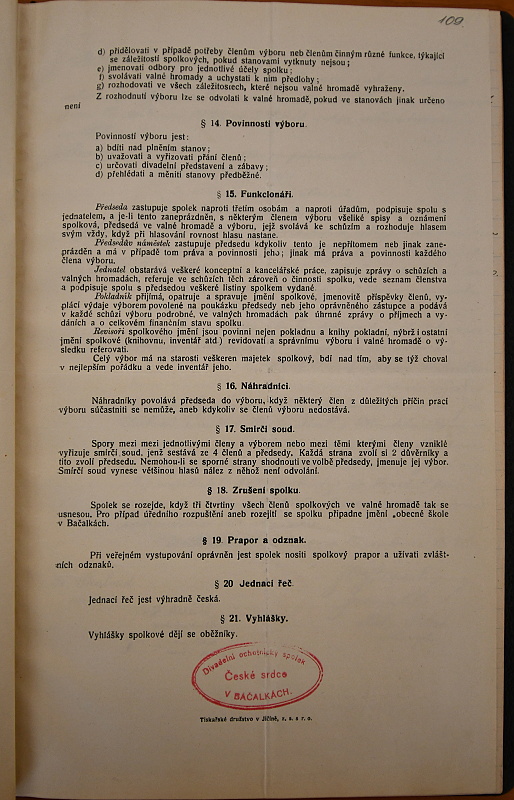 109.
d) přidělovati v případě potřeby členům výboru neb členům činným různé funkce, týkající
se záležitostí spolkových, pokud stanovami vytknuty nejsou;
e) jmenovati odbory pro jednotlivé účely spolku;
f) svolávati valné hromady a uchystati k nim předlohy;
g) rozhodovati ve všech záležitostech, které nejsou valné hromadě vyhraženy.
Z rozhodnutí výboru lze se odvolati k valné hromadě, pokud ve stanovách jinak určeno
není
§ 14. Povinnosti výboru.
Povinností výboru jest:
a) bdíti nad plněním stanov;
b) uvažovati a vyřizovati přání členů;
c) určovati divadelní představení a zábavy;
d) přehlédati a měniti stanovy předběžně.
§ 15. Funkcionáři.
Předseda zastupuje spolek naproti třetím osobám a naproti úřadům, podpisuje spolu s
jednatelem, a je-li tento zaneprázdněn, s některým členem výboru všeliké spisy a oznámení
spolková, předsedá ve valné hromadě a výboru, jejž svolává ke schůzím a rozhoduje hlasem
svým vždy, když při hlasování rovnost hlasu nastane.
Předsedův náměstek zastupuje předsedu kdykoliv tento je nepřítomem neb jinak zane-
prázdněn a má v případě tom práva a povinnosti jeho; jinak má práva a povinnosti každého
člena výboru.
Jednatel obstarává veškeré koncepční a kancelářské práce, zapisuje zprávy o schůzích a
valných hromadách, referuje ve schůzích těch zároveň o činnosti spolku, vede seznam členstva
a podpisuje spolu s předsedou veškeré listiny spolkem vydané.
Pokladník přijímá, opatruje a spravuje jmění spolkové, jmenovitě příspěvky členů, vy-
plácí výdaje výborem povolené na poukázku předsedy neb jeho oprávněného zástupce a podává
v každé schůzi výboru podrobné, ve valných hromadách pak úhrnné zprávy o příjmech a vy-
dáních a o celkovém finančním stavu spolku.
Revisoři spolkového jmění jsou povinni nejen pokladnu a knihy pokladní, nýbrž i ostatní
jmění spolkové (knihovnu, inventář atd.) revidovati a správnímu výboru i valné hromadě o vý-
sledku referovati.
Celý výbor má na starosti veškeren majetek spolkový, bdí nad tím, aby se týž choval
v nejlepším pořádku a vede inventář jeho.
§ 16. Náhradníci.
Náhradníky povolává předseda do výboru, když některý člen z důležitých příčin prací
výboru súčastniti se nemůže, aneb kdykoliv se členů výboru nedostává.
§ 17. Smírčí soud.
Spory mezi mezi jednotlivými členy a výborem nebo mezi těmi kterými členy vzniklé
vyřizuje smírčí soud, jenž sestává ze 4 členů a předsedy. Každá strana zvolí si 2 důvěrníky a
tito zvolí předsedu. Nemohou-li se sporné strany shodnouti ve volbě předsedy, jmenuje jej výbor.
Smírčí soud vynese většinou hlasů nález z něhož není odvolání.
§ 18. Zrušení spolku.
Spolek se rozejde, když tři čtvrtiny všech členů spolkových ve valné hromadě tak se
usnesou. Pro případ úředního rozpuštění aneb rozejití se spolku případne jmění „obecné škole
v Bačalkách.
§ 19. Prapor a odznak.
Při veřejném vystupování oprávněn jest spolek nositi spolkový prapor a užívati zvlášt-
ních odznaků.
§ 20 Jednací řeč.
Jednací řeč jest výhradně česká.
§ 21. Vyhlášky.
Vyhlášky spolkové dějí se oběžníky.
Divadelní ochotnický spolek
České srdce
V BAČALKÁCH.
Tiskařské družstvo v Jičíně, z. s. s r. o.